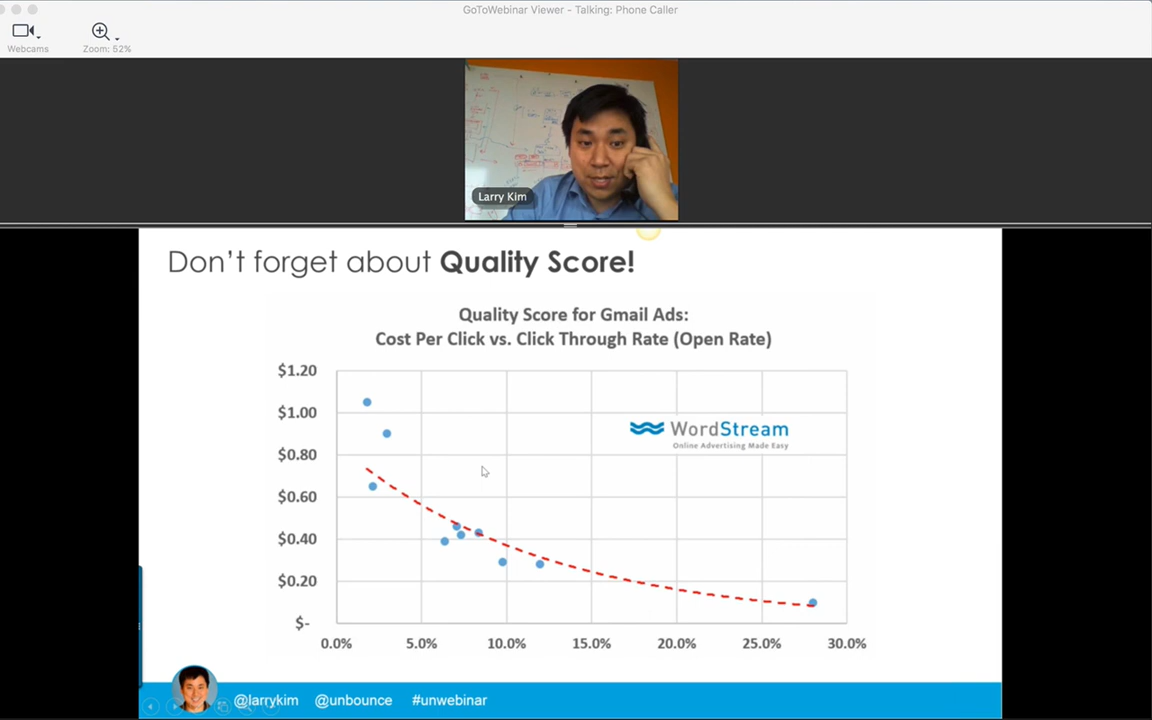 GoToWebinar Viewer - Talking: Phone Caller
Webcams
Zoom: 52%
Larry Kim
Don't forget about Quality Score!
Quality Score for Gmail Ads:
Cost Per Click vs. Click Through Rate (Open Rate)
$1.20
$1.00
$0.80
$0.60
$0.40
$0.20
$-
WordStream
Online Advertising Made Easy
0.0% 5.0% 10.0% 15.0% 20.0% 25.0% 30.0%
@larrykim @unbounce #unwebinar